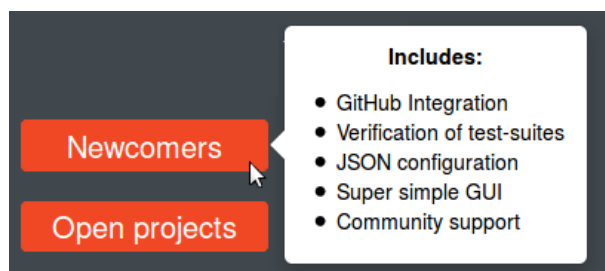 Includes:
● GitHub Integration
● Verification of test-suites
● JSON configuration
● Super simple GUI
● Community support
Newcomers
Open projects